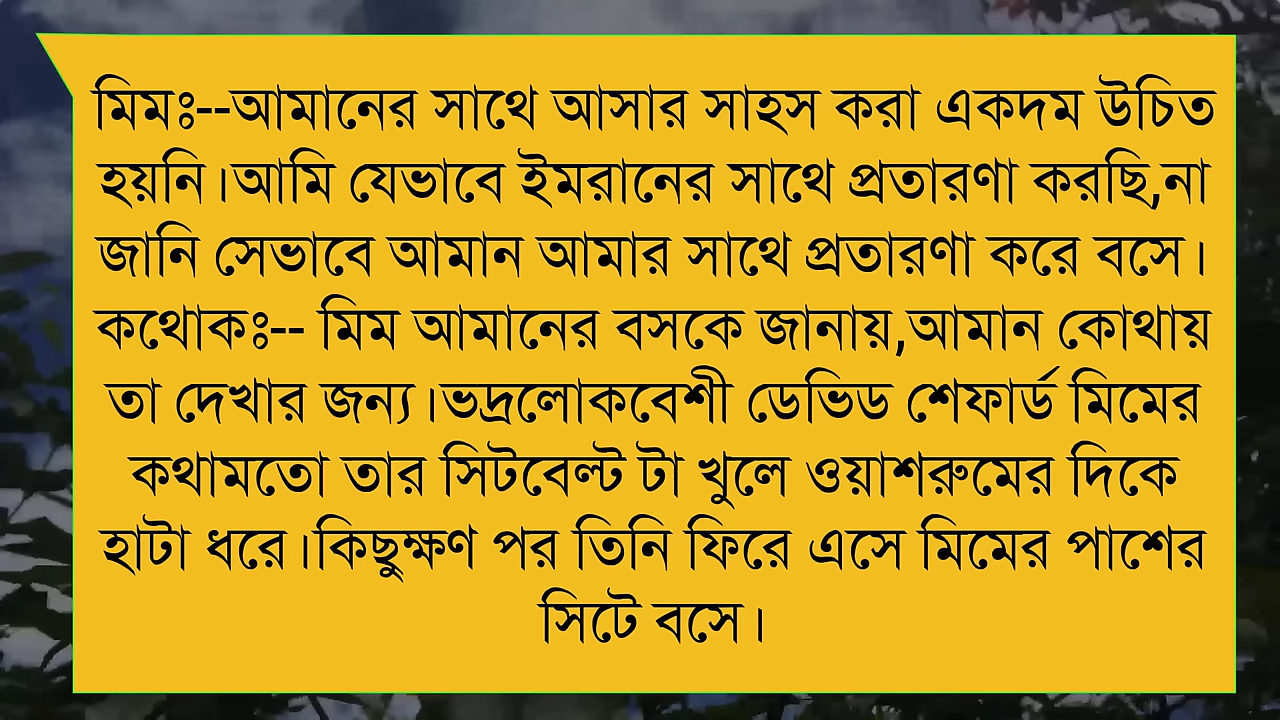 মিমঃ--আমানের সাথে আসার সাহস করা একদম উচিত
হয়নি।আমি যেভাবে ইমরানের সাথে প্রতারণা করছি,না
জানি সেভাবে আমান আমার সাথে প্রতারণা করে বসে।
কথোকঃ-- মিম আমানের বসকে জানায়,আমান কোথায়
তা দেখার জন্য।ভদ্রলোকবেশী ডেভিড শেফার্ড মিমের
কথামতো তার সিটবেল্ট টা খুলে ওয়াশরুমের দিকে
হাটা ধরে।কিছুক্ষণ পর তিনি ফিরে এসে মিমের পাশের
সিটে বসে।